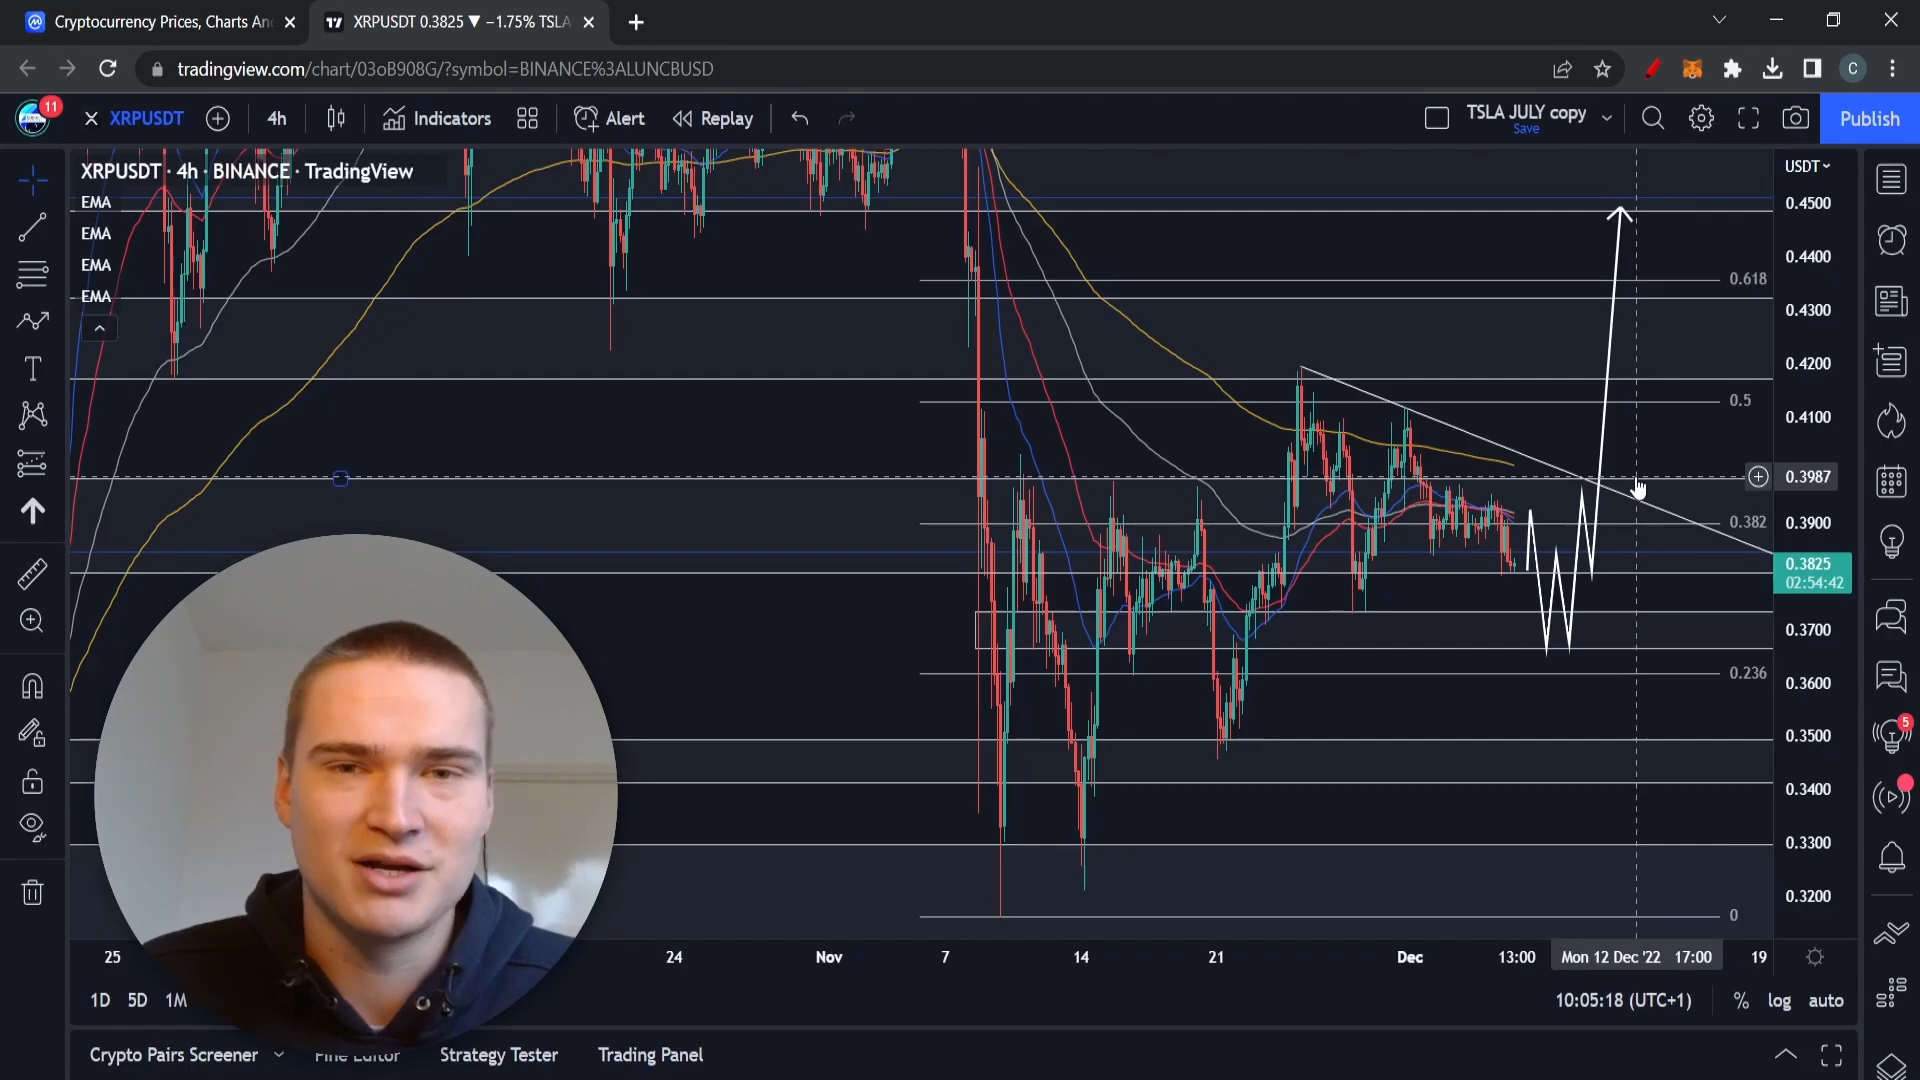 Cryptocurrency Prices, Charts An
XRPUSDT 0.3825 ▼ −1.75% TSLA
tradingview.com/chart/03oB908G/?symbol=BINANCE%3ALUNCBUSD
C
11
XRPUSDT
4h
Indicators
Alert
Replay
TSLA JULY copy
Save
Publish
XRPUSDT · 4h · BINANCE · TradingView
EMA
EMA
EMA
EMA
USDT
0.4500
0.4400
0.4300
0.4200
0.4100
0.3987
0.3900
0.3825
02:54:42
0.3700
0.3600
0.3500
0.3400
0.3300
0.3200
0.618
0.5
0.382
0.236
0
5
25
24
Nov
7
14
21
Dec
13:00
Mon 12 Dec '22 17:00
19
1D 5D 1M
10:05:18 (UTC+1)
% log auto
Crypto Pairs Screener
Pine Editor
Strategy Tester
Trading Panel